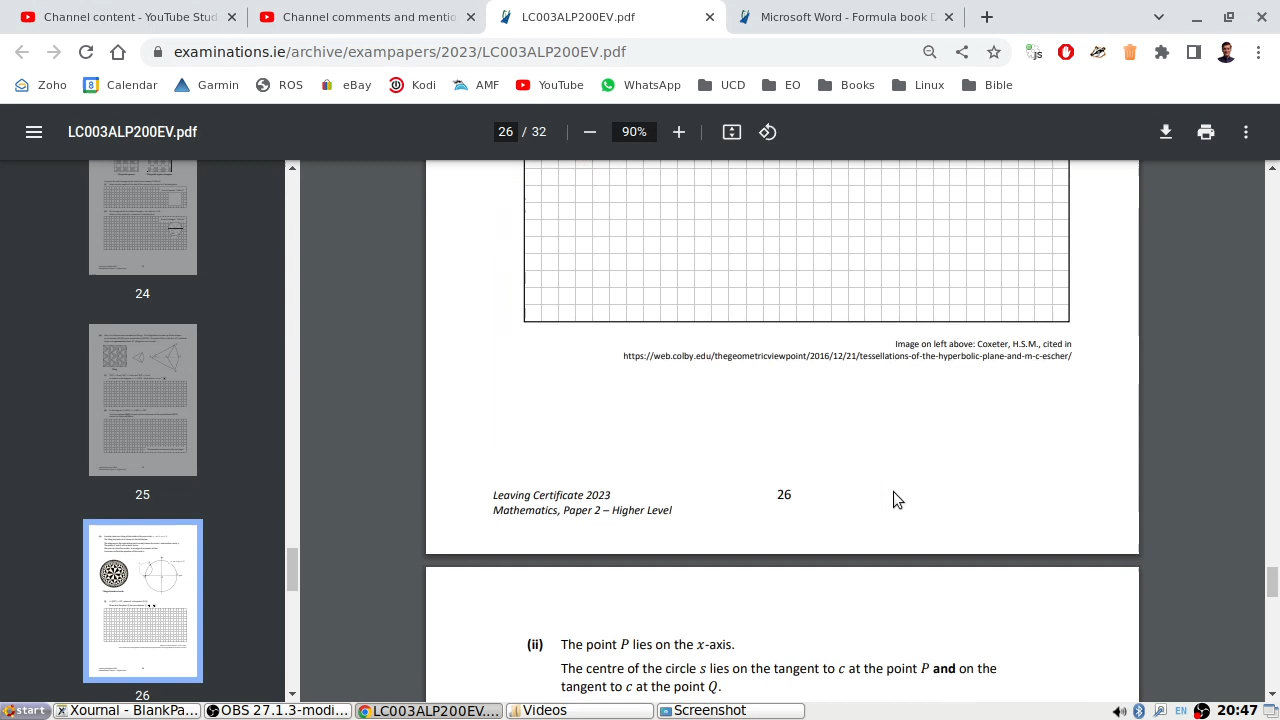 Channel content - YouTube Stud
Channel comments and mentio
LC003ALP200EV.pdf
Microsoft Word - Formula book D
examinations.ie/archive/exampapers/2023/LC003ALP200EV.pdf
Zoho
Calendar
Garmin
ROS
eBay
Kodi
AMF
YouTube
WhatsApp
UCD
EO
Books
Linux
Bible
LC003ALP200EV.pdf
26 / 32
90%
24
25
26
Image on left above: Coxeter, H.S.M., cited in
https://web.colby.edu/thegeometricviewpoint/2016/12/21/tessellations-of-the-hyperbolic-plane-and-m-c-escher/
Leaving Certificate 2023
26
Mathematics, Paper 2 – Higher Level
(ii) The point P lies on the x-axis.
The centre of the circle s lies on the tangent to c at the point P and on the
tangent to c at the point Q.
start
Xournal - BlankPa...
OBS 27.1.3-modi...
LC003ALP200EV....
Videos
Screenshot
EN
20:47